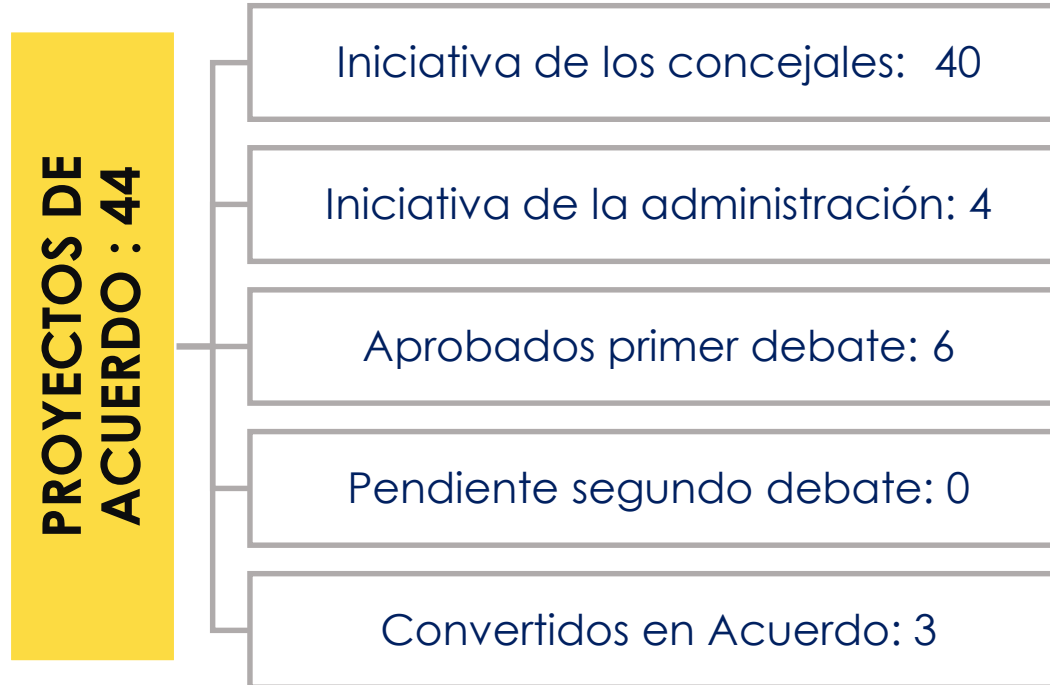 PROYECTOS DE
ACUERDO : 44
Iniciativa de los concejales: 40
Iniciativa de la administración: 4
Aprobados primer debate: 6
Pendiente segundo debate: 0
Convertidos en Acuerdo: 3